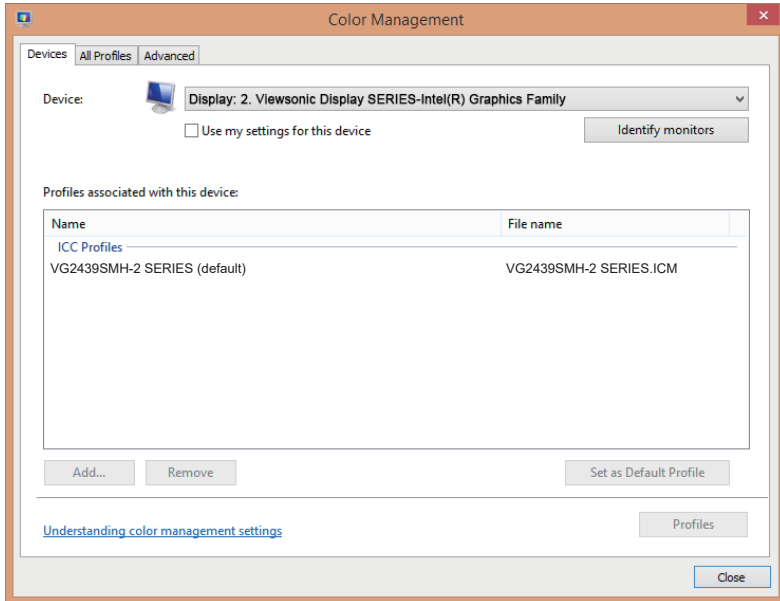 Color Management
Devices All Profiles Advanced
Device: Display: 2. Viewsonic Display SERIES-Intel(R) Graphics Family
Use my settings for this device Identify monitors
Profiles associated with this device:
Name File name
ICC Profiles
VG2439SMH-2 SERIES (default) VG2439SMH-2 SERIES.ICM
Add... Remove Set as Default Profile
Understanding color management settings Profiles
Close